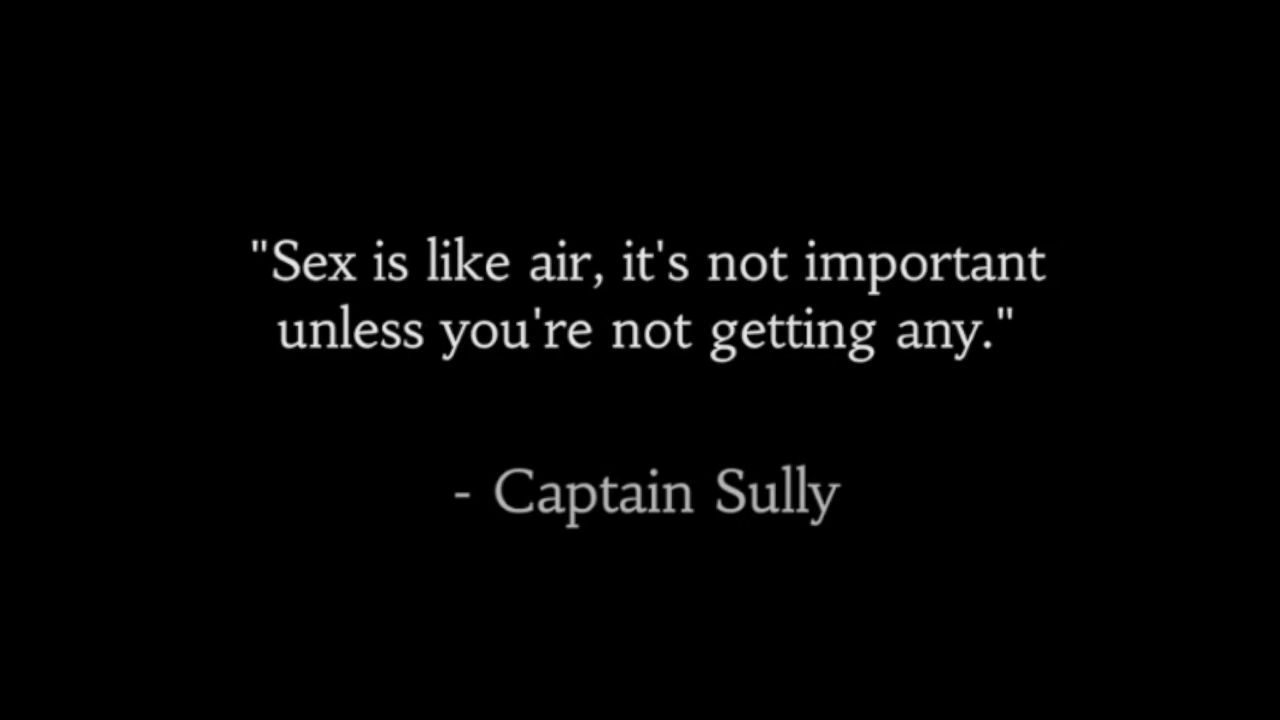 "Sex is like air, it's not important
unless you're not getting any."
- Captain Sully